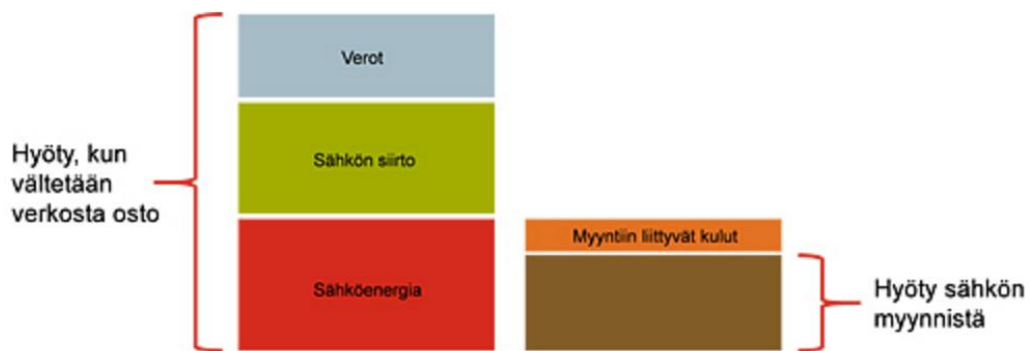 Verot
Sähkön siirto
Hyöty, kun
vältetään
verkosta osto
Sähköenergia
Myyntiin liittyvät kulut
Hyöty sähkön
myynnistä